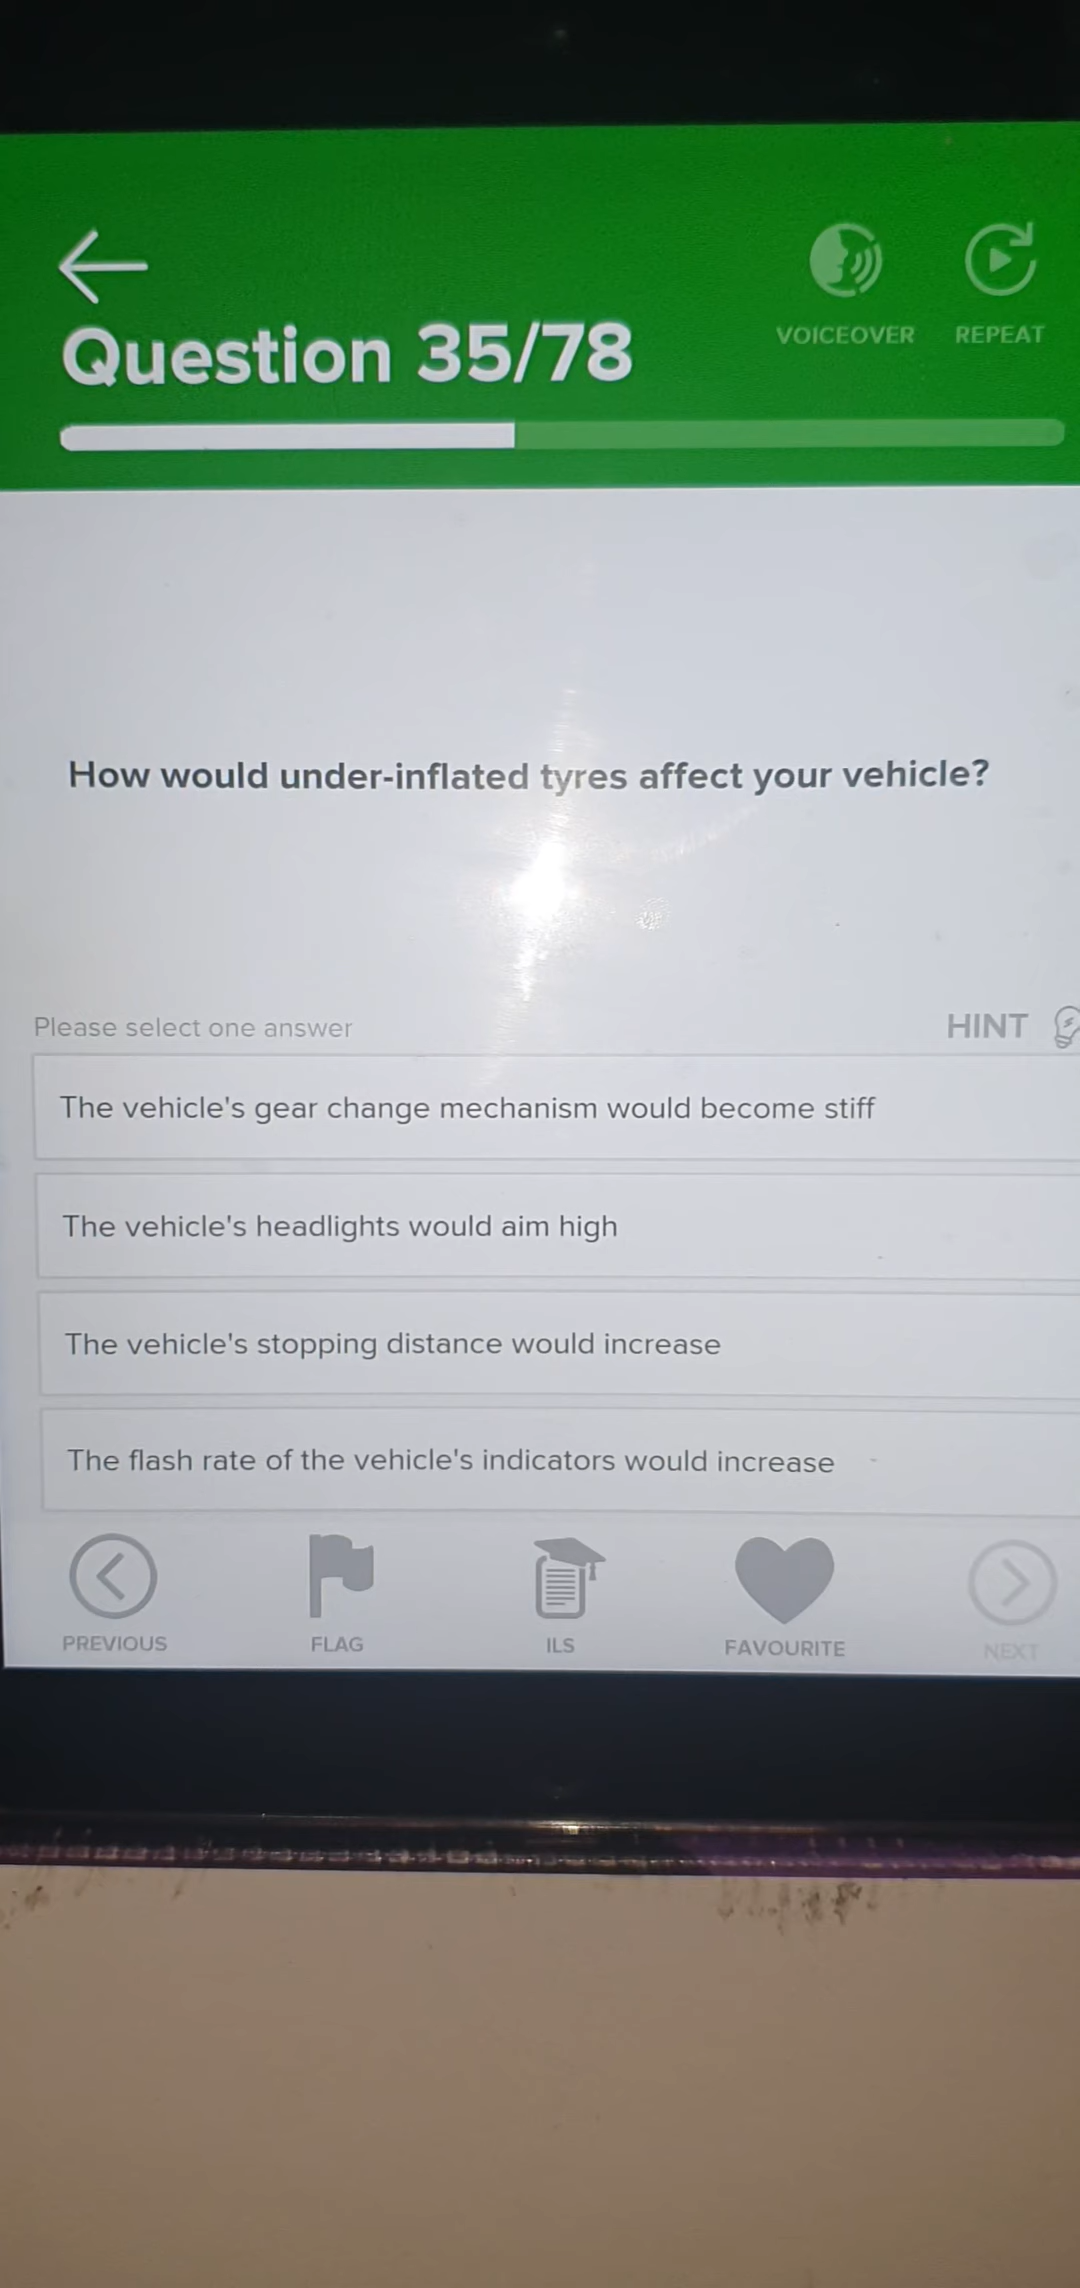 VOICEOVER
REPEAT
Question 35/78
How would under-inflated tyres affect your vehicle?
Please select one answer
HINT
The vehicle's gear change mechanism would become stiff
The vehicle's headlights would aim high
The vehicle's stopping distance would increase
The flash rate of the vehicle's indicators would increase
PREVIOUS
FLAG
ILS
FAVOURITE
NEXT